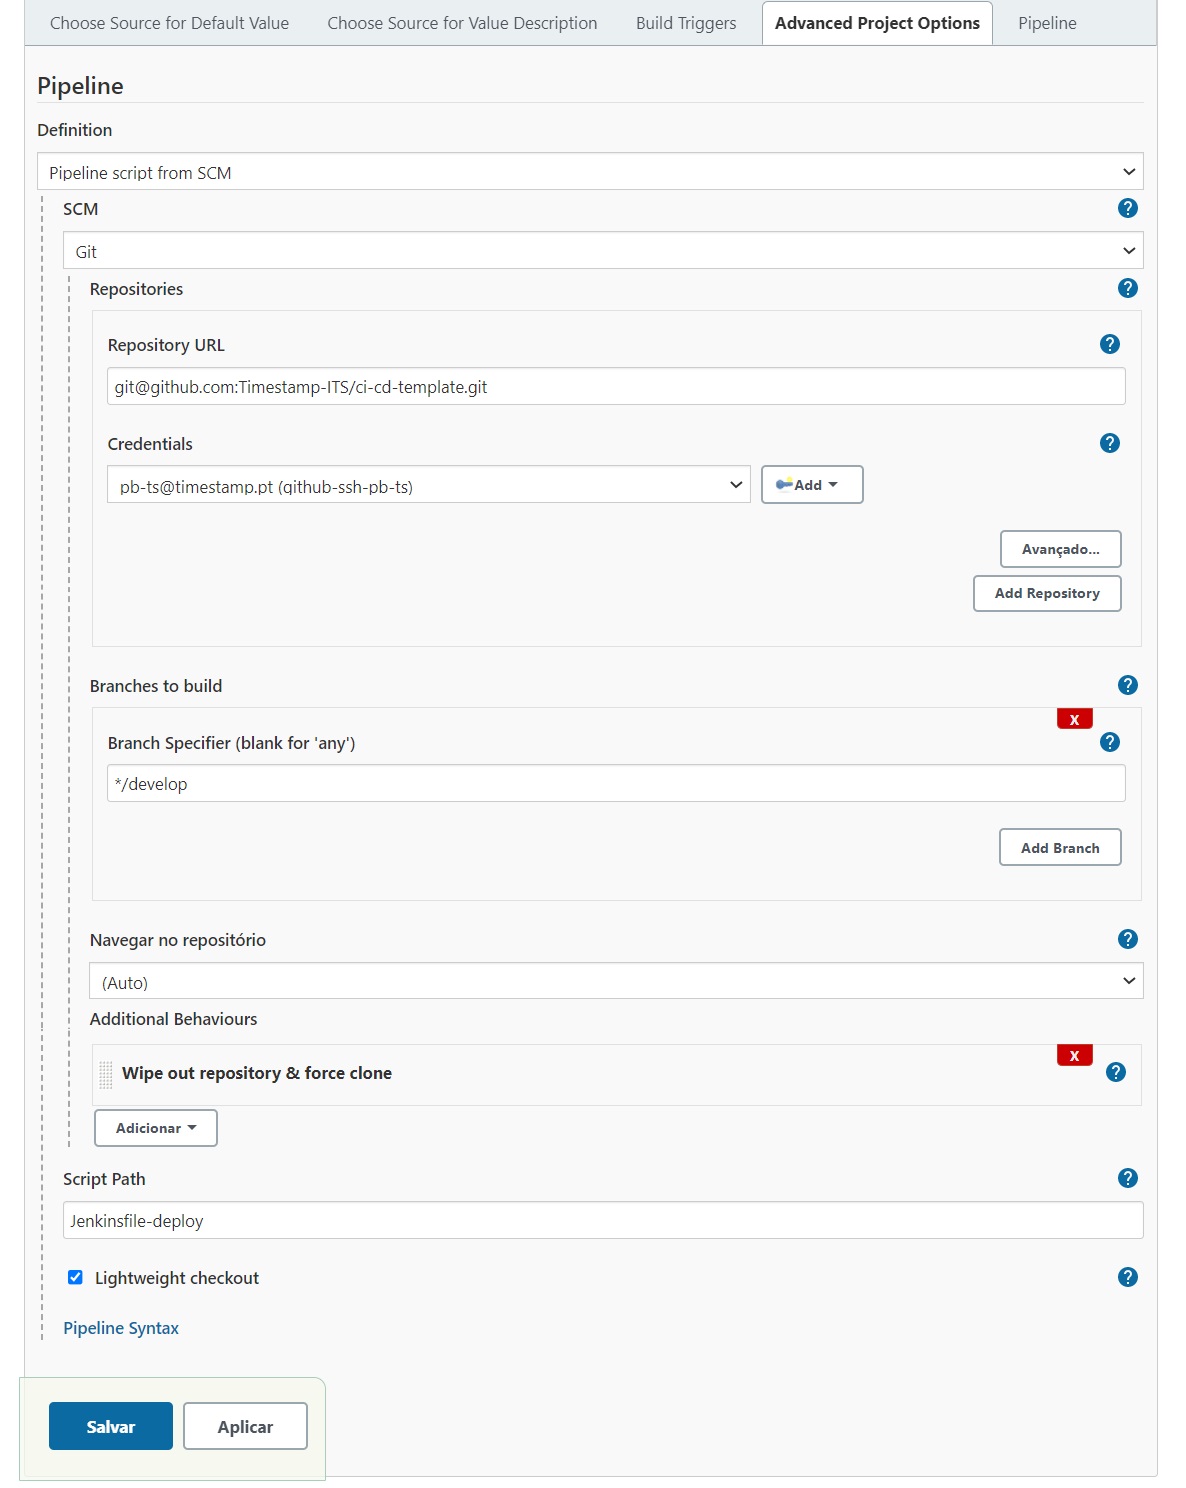 Choose Source for Default Value Choose Source for Value Description Build Triggers Advanced Project Options Pipeline
Pipeline
Definition
Pipeline script from SCM
SCM
?
Git
Repositories
?
Repository URL
?
git@github.com:Timestamp-ITS/ci-cd-template.git
Credentials
?
pb-ts@timestamp.pt (github-ssh-pb-ts)
Add
Avançado...
Add Repository
Branches to build
?
X
Branch Specifier (blank for 'any')
?
*/develop
Add Branch
Navegar no repositório
?
(Auto)
Additional Behaviours
X
Wipe out repository & force clone
?
Adicionar
Script Path
?
Jenkinsfile-deploy
Lightweight checkout
?
Pipeline Syntax
Salvar Aplicar